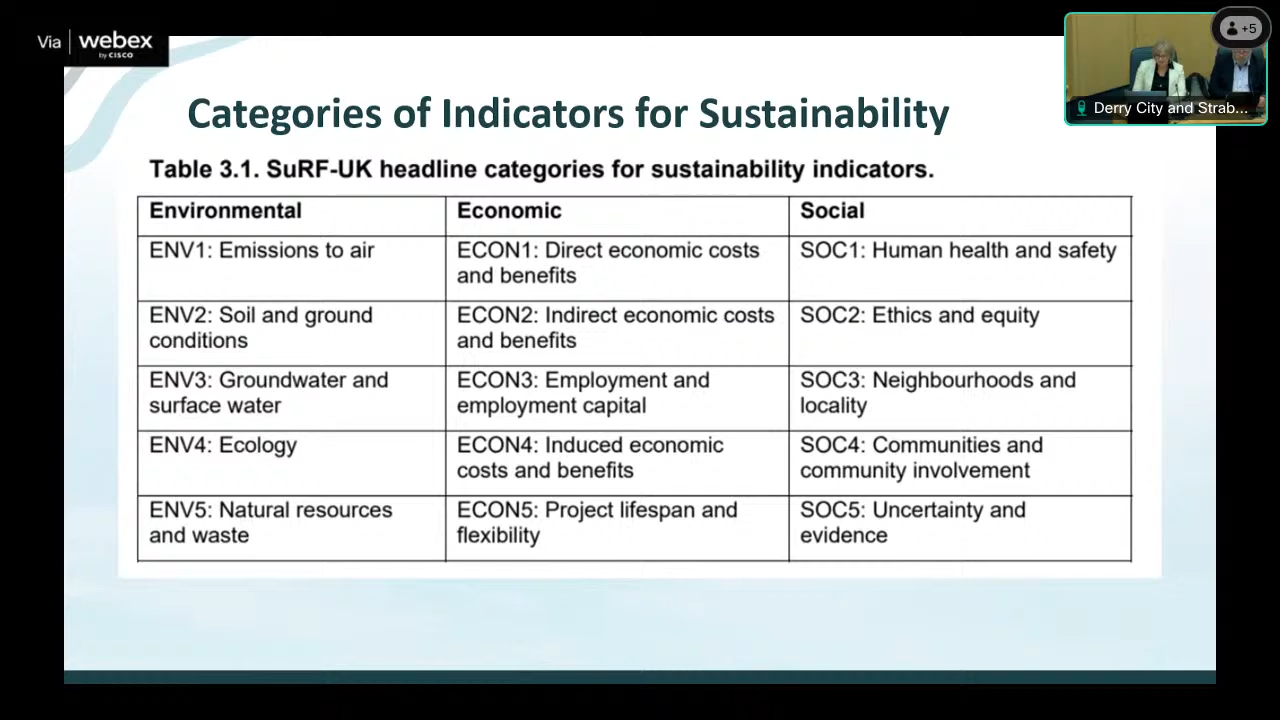 Via webex
by CISCO
+5
Derry City and Strab...
Categories of Indicators for Sustainability
Table 3.1. SuRF-UK headline categories for sustainability indicators.
Environmental
Economic
Social
ENV1: Emissions to air
ECON1: Direct economic costs
and benefits
SOC1: Human health and safety
ENV2: Soil and ground
conditions
ECON2: Indirect economic costs
and benefits
SOC2: Ethics and equity
ENV3: Groundwater and
surface water
ECON3: Employment and
employment capital
SOC3: Neighbourhoods and
locality
ENV4: Ecology
ECON4: Induced economic
costs and benefits
SOC4: Communities and
community involvement
ENV5: Natural resources
and waste
ECON5: Project lifespan and
flexibility
SOC5: Uncertainty and
evidence